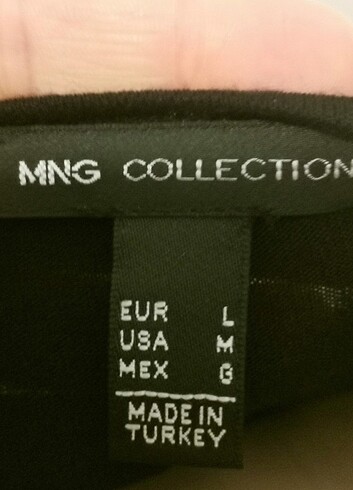 MNG COLLECTION
EUR L
USA M
MEX G
MADE IN
TURKEY